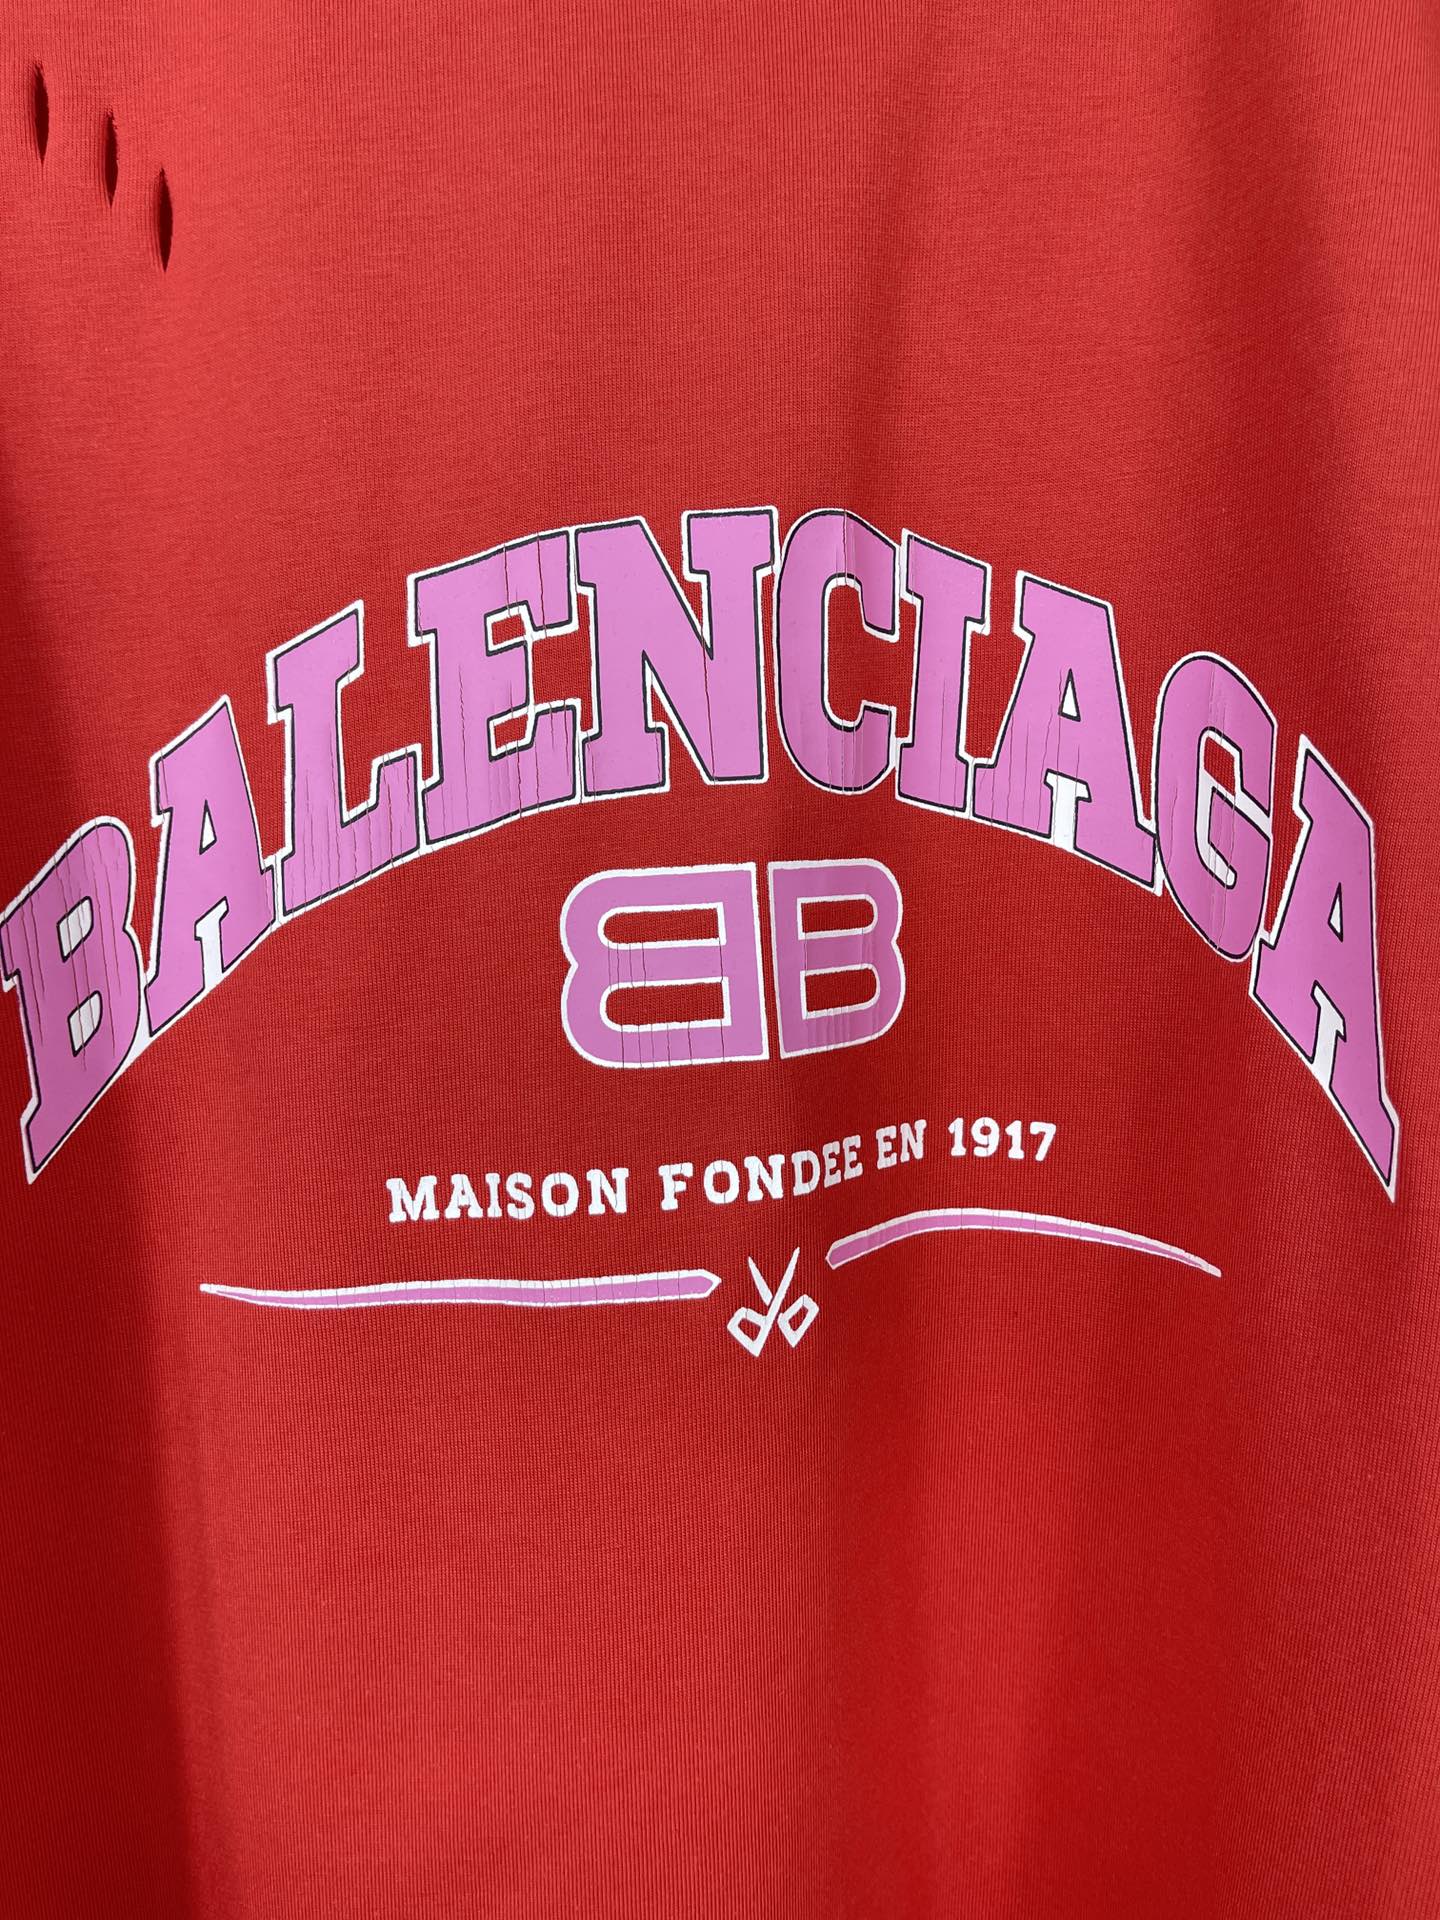 BALENCIAGA
BB
MAISON FONDEE EN 1917